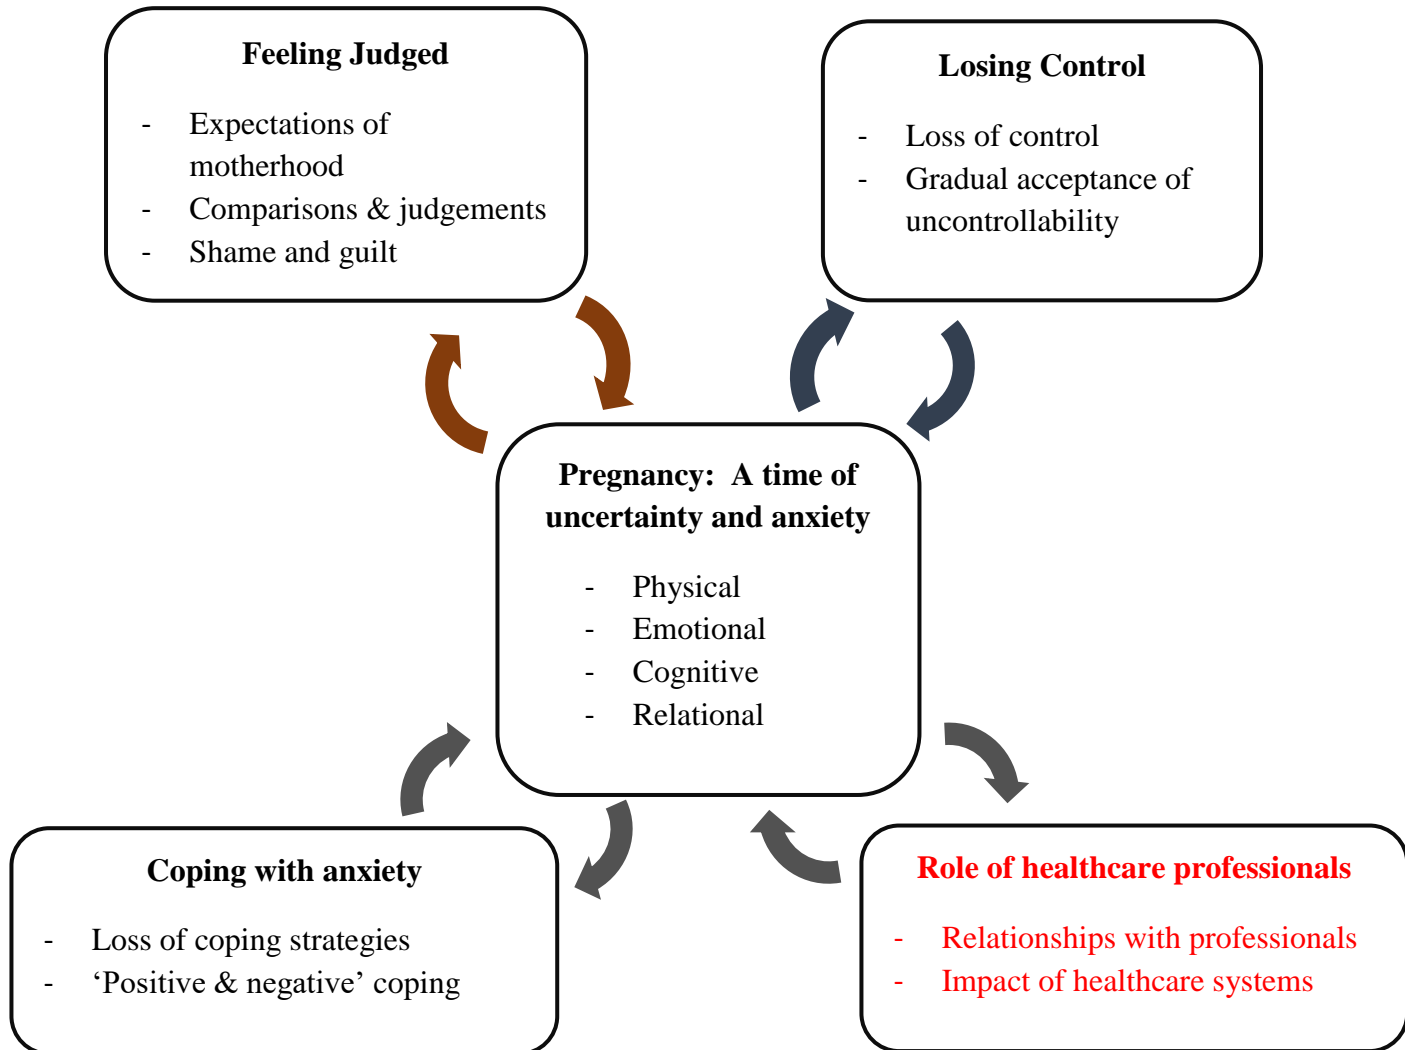 Feeling Judged
- Expectations of
motherhood
- Comparisons & judgements
- Shame and guilt
Losing Control
- Loss of control
- Gradual acceptance of
uncontrollability
Pregnancy: A time of
uncertainty and anxiety
- Physical
- Emotional
- Cognitive
- Relational
Coping with anxiety
- Loss of coping strategies
- ‘Positive & negative’ coping
Role of healthcare professionals
- Relationships with professionals
- Impact of healthcare systems